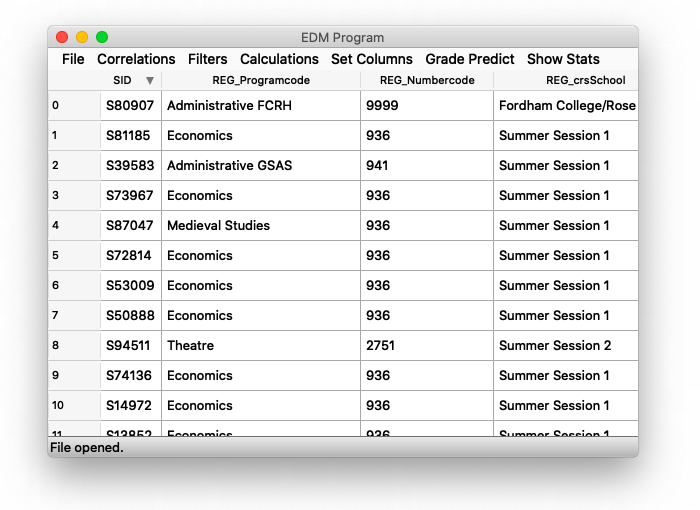 EDM Program
File Correlations Filters Calculations Set Columns Grade Predict Show Stats
SID REG_Programcode REG_Numbercode REG_crsSchool
0 S80907 Administrative FCRH 9999 Fordham College/Rose
1 S81185 Economics 936 Summer Session 1
2 S39583 Administrative GSAS 941 Summer Session 1
3 S73967 Economics 936 Summer Session 1
4 S87047 Medieval Studies 936 Summer Session 1
5 S72814 Economics 936 Summer Session 1
6 S53009 Economics 936 Summer Session 1
7 S50888 Economics 936 Summer Session 1
8 S94511 Theatre 2751 Summer Session 2
9 S74136 Economics 936 Summer Session 1
10 S14972 Economics 936 Summer Session 1
11 S13852 Economics 936 Summer Session 1
File opened.